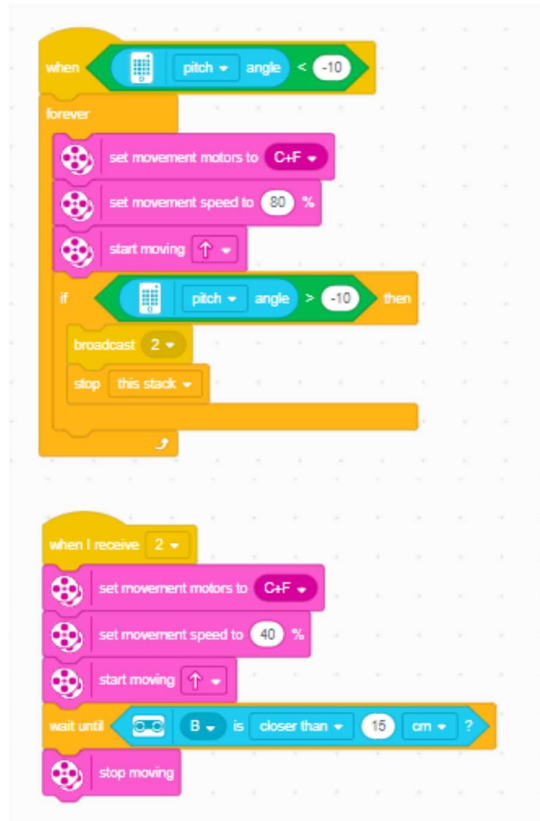 when pitch angle < -10
forever
set movement motors to C+F
set movement speed to 80 %
start moving ↑
if pitch angle > -10 then
broadcast 2
stop this stack
when I receive 2
set movement motors to C+F
set movement speed to 40 %
start moving ↑
wait until B is closer than 15 cm ?
stop moving